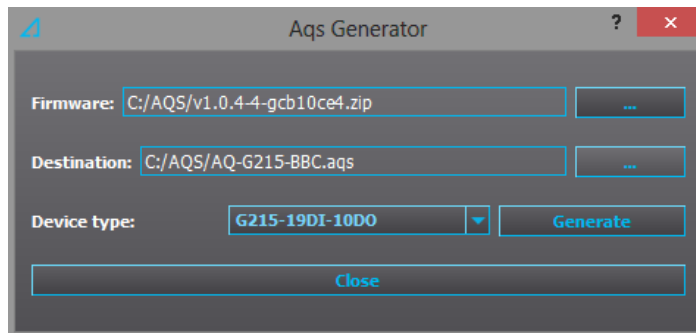 Aqs Generator ? ×
Firmware: C:/AQS/v1.0.4-4-gcb10ce4.zip ...
Destination: C:/AQS/AQ-G215-BBC.aqs ...
Device type: G215-19DI-10DO Generate
Close